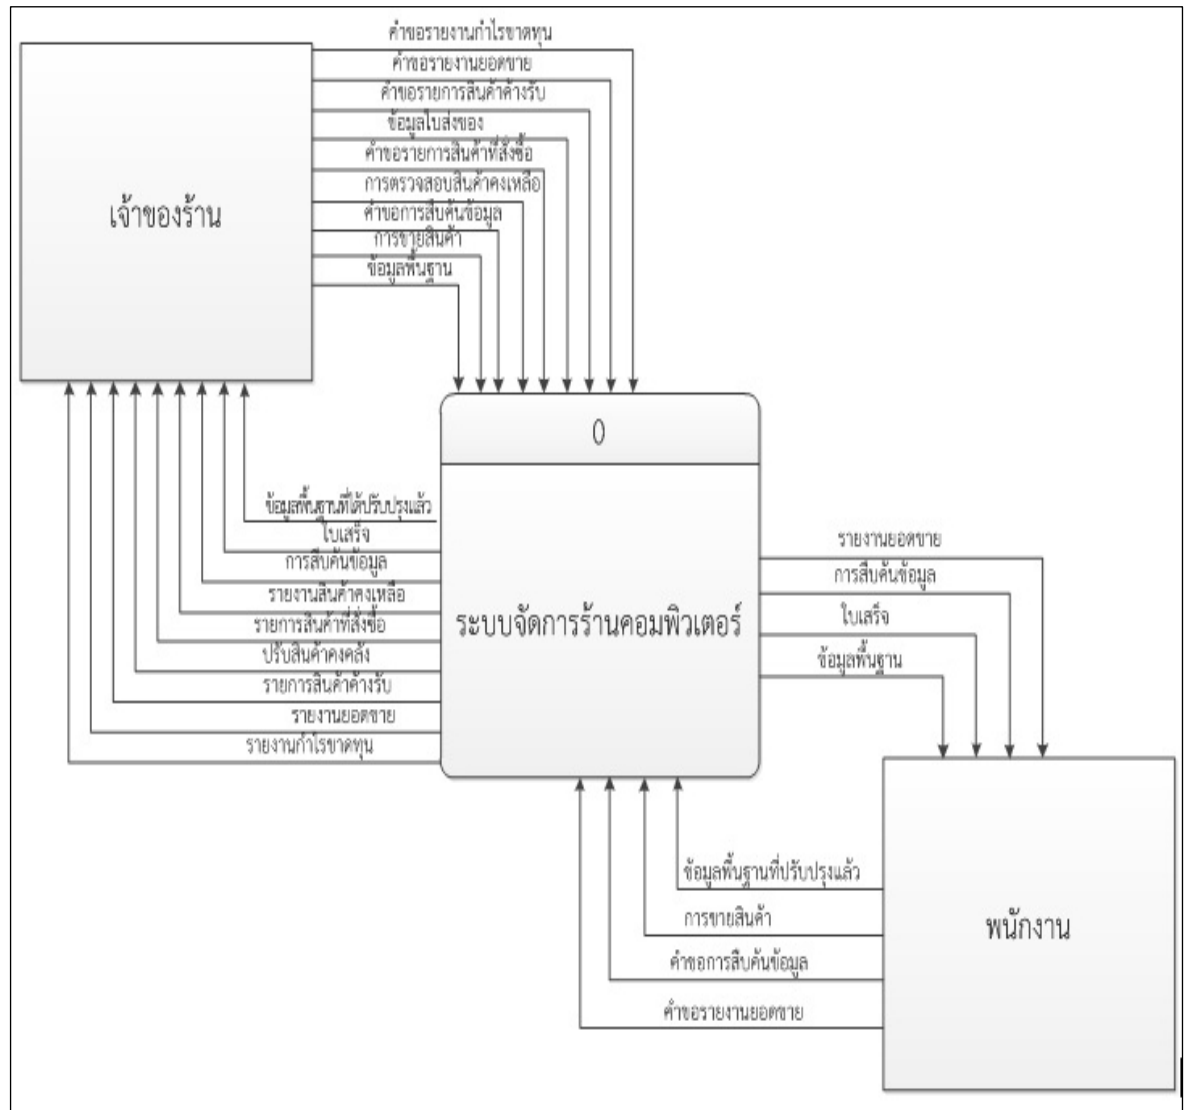 คำขอรายงานกำไรขาดทุน
คำขอรายงานยอดขาย
คำขอรายการสินค้าค้างรับ
ข้อมูลใบส่งของ
คำขอรายการสินค้าที่สั่งซื้อ
การตรวจสอบสินค้าคงเหลือ
คำขอการสืบค้นข้อมูล
การขายสินค้า
ข้อมูลพื้นฐาน
เจ้าของร้าน
0
ระบบจัดการร้านคอมพิวเตอร์
ข้อมูลพื้นฐานที่ได้ปรับปรุงแล้ว
ใบเสร็จ
การสืบค้นข้อมูล
รายงานสินค้าคงเหลือ
รายการสินค้าที่สั่งซื้อ
ปรับสินค้าคงคลัง
รายการสินค้าค้างรับ
รายงานยอดขาย
รายงานกำไรขาดทุน
รายงานยอดขาย
การสืบค้นข้อมูล
ใบเสร็จ
ข้อมูลพื้นฐาน
ข้อมูลพื้นฐานที่ปรับปรุงแล้ว
การขายสินค้า
คำขอการสืบค้นข้อมูล
คำขอรายงานยอดขาย
พนักงาน